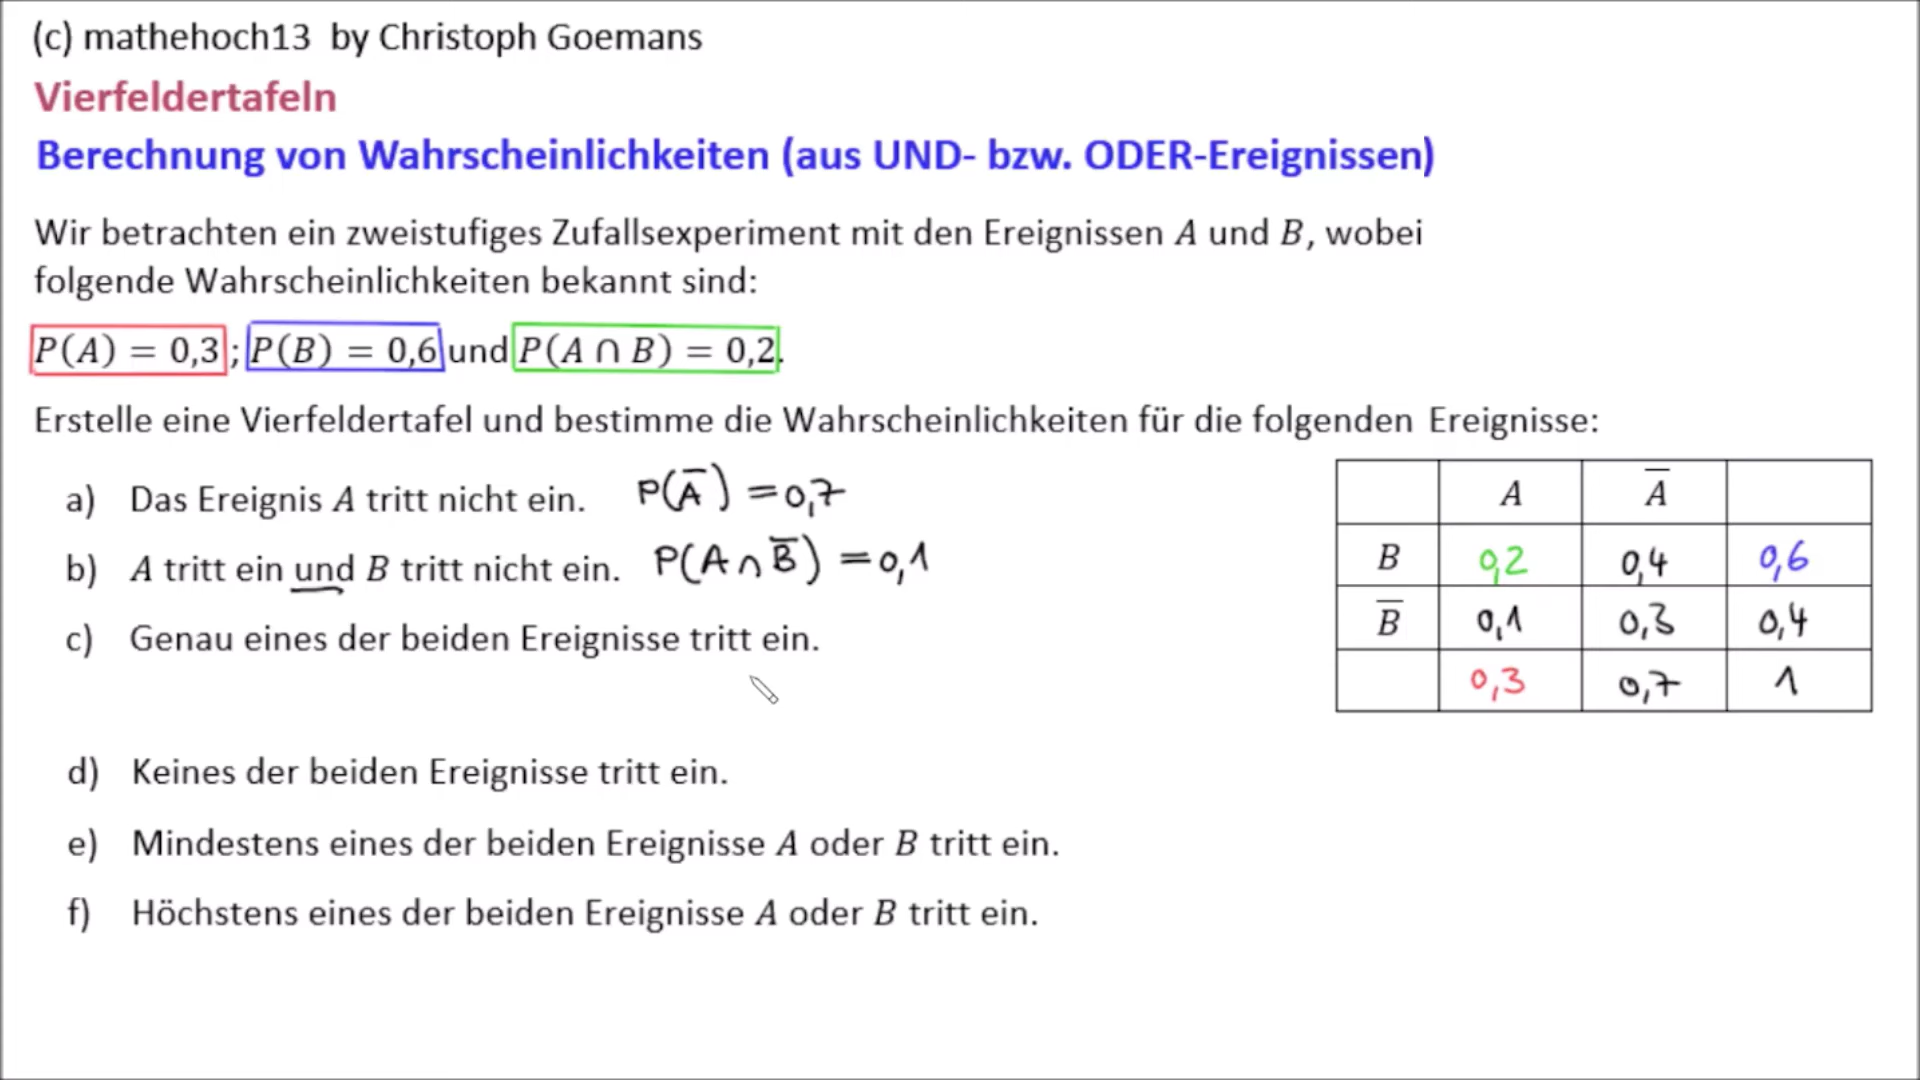 (c) mathehoch13 by Christoph Goemans
Vierfeldertafeln
Berechnung von Wahrscheinlichkeiten (aus UND- bzw. ODER-Ereignissen)
Wir betrachten ein zweistufiges Zufallsexperiment mit den Ereignissen A und B, wobei
folgende Wahrscheinlichkeiten bekannt sind:
P(A) = 0,3; P(B) = 0,6 und P(A ∩ B) = 0,2.
Erstelle eine Vierfeldertafel und bestimme die Wahrscheinlichkeiten für die folgenden Ereignisse:
a) Das Ereignis A tritt nicht ein. P(A̅) = 0,7
b) A tritt ein und B tritt nicht ein. P(A ∩ B̅) = 0,1
c) Genau eines der beiden Ereignisse tritt ein.
d) Keines der beiden Ereignisse tritt ein.
e) Mindestens eines der beiden Ereignisse A oder B tritt ein.
f) Höchstens eines der beiden Ereignisse A oder B tritt ein.
A A̅
B 0,2 0,4 0,6
B̅ 0,1 0,3 0,4
0,3 0,7 1